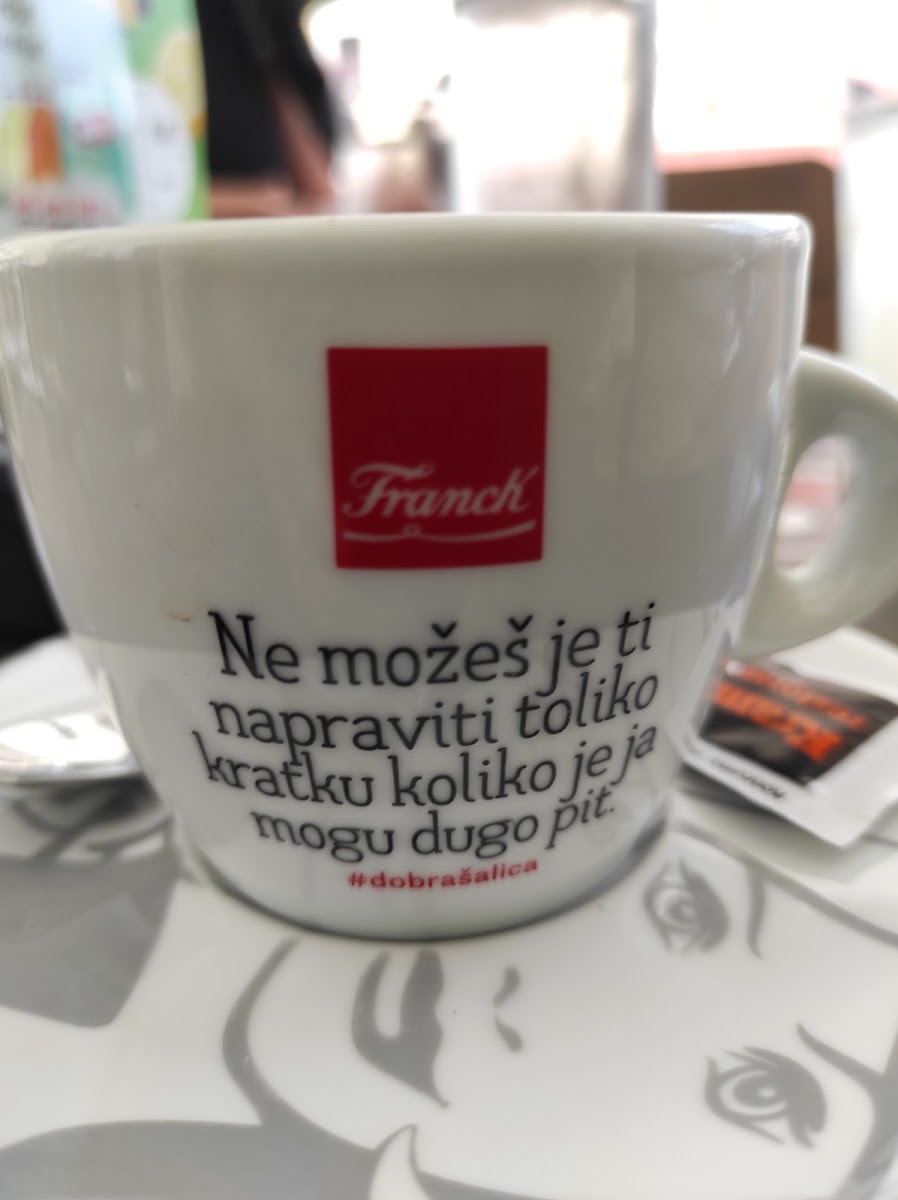 Franck
Ne možeš je ti
napraviti toliko
kratku koliko je ja
mogu dugo pit.
#dobrašalica